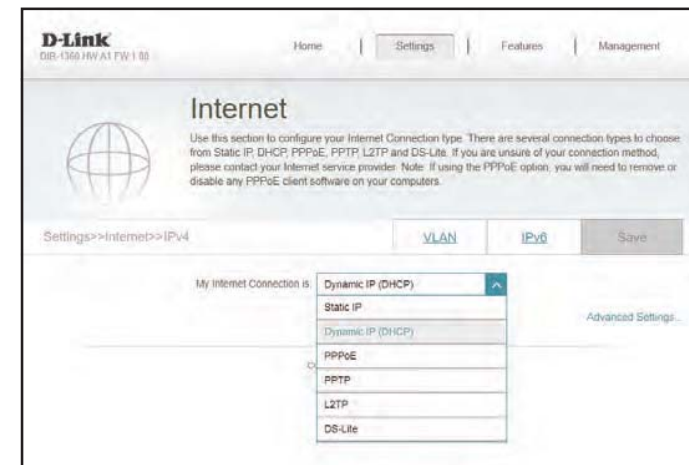 D-Link
DIR-1360 HW A1 FW 1.00
Home | Settings | Features | Management
Internet
Use this section to configure your Internet Connection type. There are several connection types to choose
from Static IP, DHCP, PPPoE, PPTP, L2TP and DS-Lite. If you are unsure of your connection method,
please contact your Internet service provider. Note: If using the PPPoE option, you will need to remove or
disable any PPPoE client software on your computers.
Settings>>Internet>>IPv4
VLAN
IPv6
Save
My Internet Connection is:
Dynamic IP (DHCP)
Static IP
Dynamic IP (DHCP)
PPPoE
PPTP
L2TP
DS-Lite
Advanced Settings...